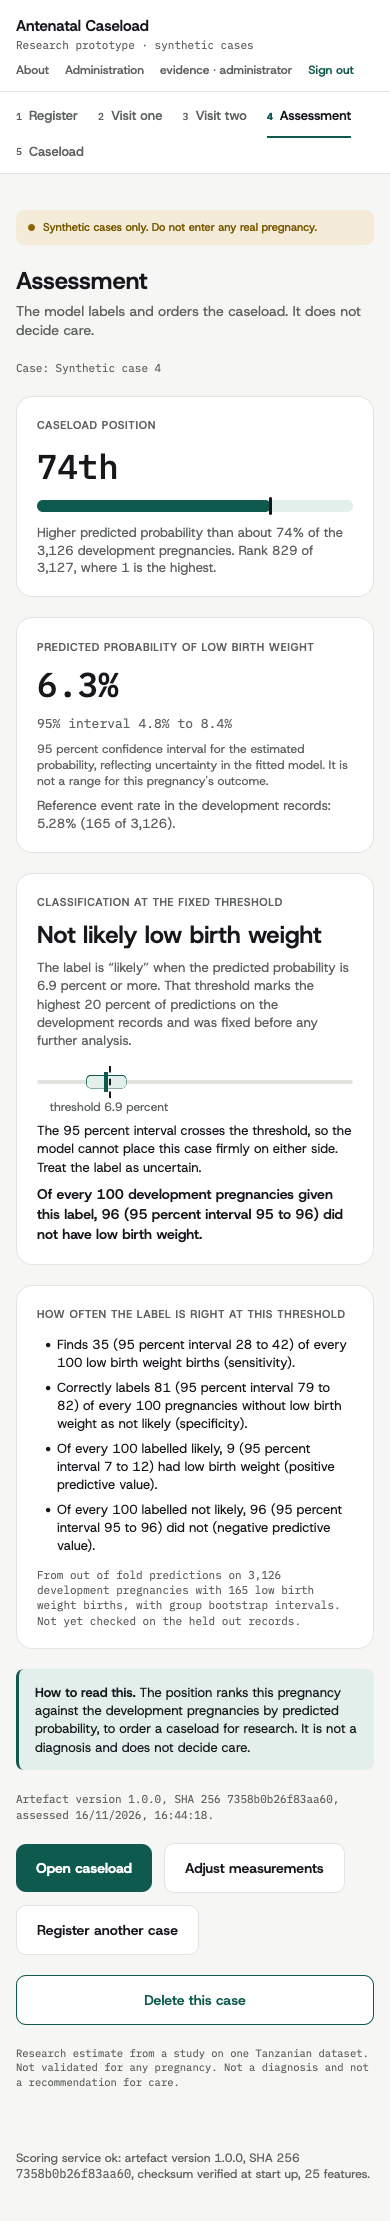 Antenatal Caseload
Research prototype · synthetic cases
About Administration evidence · administrator Sign out
1 Register 2 Visit one 3 Visit two 4 Assessment
5 Caseload
Synthetic cases only. Do not enter any real pregnancy.
Assessment
The model labels and orders the caseload. It does not
decide care.
Case: Synthetic case 4
CASELOAD POSITION
74th
Higher predicted probability than about 74% of the
3,126 development pregnancies. Rank 829 of
3,127, where 1 is the highest.
PREDICTED PROBABILITY OF LOW BIRTH WEIGHT
6.3%
95% interval 4.8% to 8.4%
95 percent confidence interval for the estimated
probability, reflecting uncertainty in the fitted model. It is
not a range for this pregnancy's outcome.
Reference event rate in the development records:
5.28% (165 of 3,126).
CLASSIFICATION AT THE FIXED THRESHOLD
Not likely low birth weight
The label is “likely” when the predicted probability is
6.9 percent or more. That threshold marks the
highest 20 percent of predictions on the
development records and was fixed before any
further analysis.
threshold 6.9 percent
The 95 percent interval crosses the threshold, so the
model cannot place this case firmly on either side.
Treat the label as uncertain.
Of every 100 development pregnancies given
this label, 96 (95 percent interval 95 to 96) did
not have low birth weight.
HOW OFTEN THE LABEL IS RIGHT AT THIS THRESHOLD
• Finds 35 (95 percent interval 28 to 42) of every
100 low birth weight births (sensitivity).
• Correctly labels 81 (95 percent interval 79 to
82) of every 100 pregnancies without low birth
weight as not likely (specificity).
• Of every 100 labelled likely, 9 (95 percent
interval 7 to 12) had low birth weight (positive
predictive value).
• Of every 100 labelled not likely, 96 (95 percent
interval 95 to 96) did not (negative predictive
value).
From out of fold predictions on 3,126
development pregnancies with 165 low birth
weight births, with group bootstrap intervals.
Not yet checked on the held out records.
How to read this. The position ranks this pregnancy
against the development pregnancies by predicted
probability, to order a caseload for research. It is not a
diagnosis and does not decide care.
Artefact version 1.0.0, SHA 256 7358b0b26f83aa60,
assessed 16/11/2026, 16:44:18.
Open caseload Adjust measurements
Register another case
Delete this case
Research estimate from a study on one Tanzanian dataset.
Not validated for any pregnancy. Not a diagnosis and not
a recommendation for care.
Scoring service ok: artefact version 1.0.0, SHA 256
7358b0b26f83aa60, checksum verified at start up, 25 features.